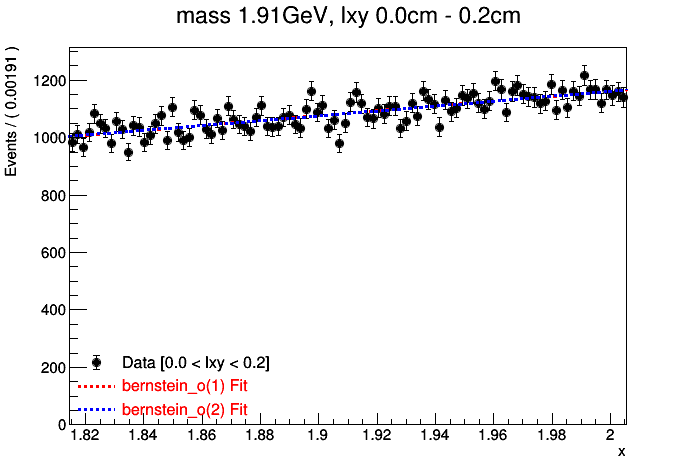 mass 1.91GeV, lxy 0.0cm - 0.2cm
Events / ( 0.00191 )
1200
1000
800
600
400
200
0
Data [0.0 < lxy < 0.2]
bernstein_o(1) Fit
bernstein_o(2) Fit
1.82 1.84 1.86 1.88 1.9 1.92 1.94 1.96 1.98 2
x